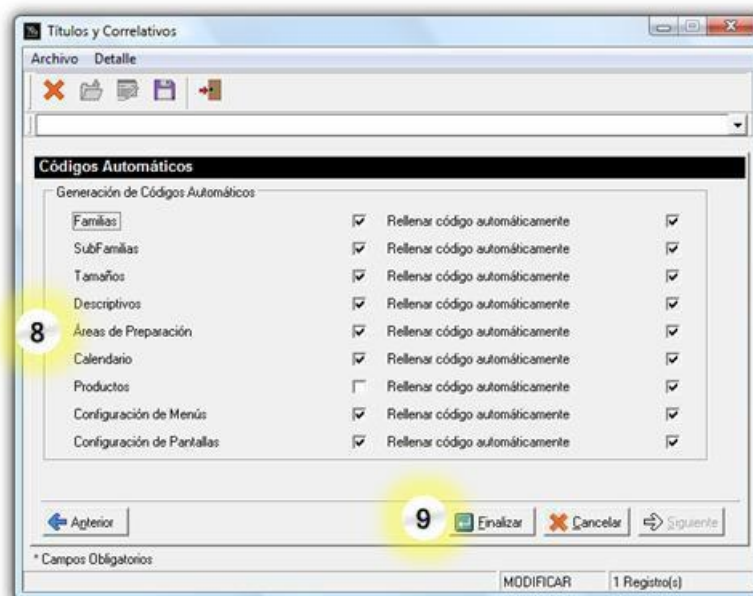 Títulos y Correlativos
Archivo Detalle
Códigos Automáticos
Generación de Códigos Automáticos
Familias Rellenar código automáticamente
SubFamilias Rellenar código automáticamente
Tamaños Rellenar código automáticamente
Descriptivos Rellenar código automáticamente
8 Áreas de Preparación Rellenar código automáticamente
Calendario Rellenar código automáticamente
Productos Rellenar código automáticamente
Configuración de Menús Rellenar código automáticamente
Configuración de Pantallas Rellenar código automáticamente
Anterior 9 Finalizar Cancelar Siguiente
* Campos Obligatorios
MODIFICAR 1 Registro(s)